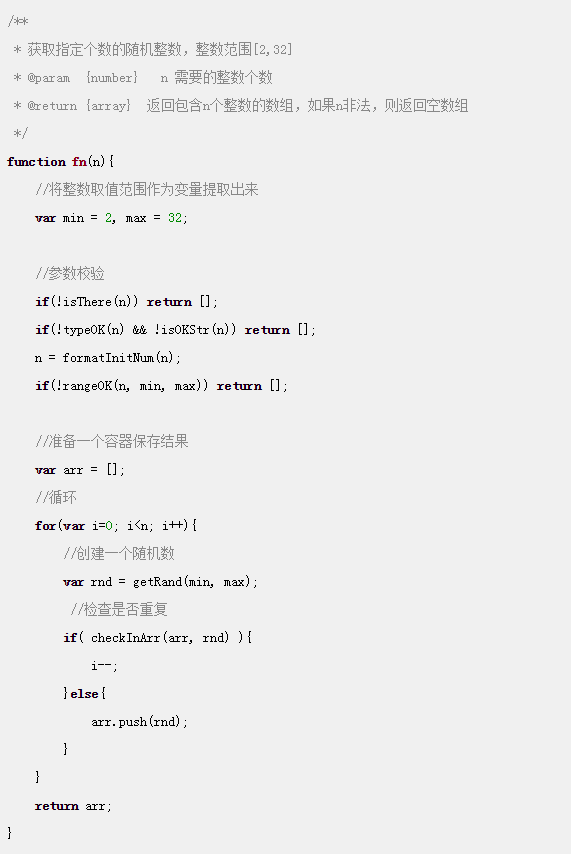 /**
 * 获取指定个数的随机整数，整数范围[2,32]
 * @param  {number}   n 需要的整数个数
 * @return {array}  返回包含n个整数的数组，如果n非法，则返回空数组
 */
function fn(n){
    //将整数取值范围作为变量提取出来
    var min = 2, max = 32;

    //参数校验
    if(!isThere(n)) return [];
    if(!typeOK(n) && !isOKStr(n)) return [];
    n = formatInitNum(n);
    if(!rangeOK(n, min, max)) return [];

    //准备一个容器保存结果
    var arr = [];
    //循环
    for(var i=0; i<n; i++){
        //创建一个随机数
        var rnd = getRand(min, max);
         //检查是否重复
        if( checkInArr(arr, rnd) ){
            i--;
        }else{
            arr.push(rnd);
        }
    }
    return arr;
}